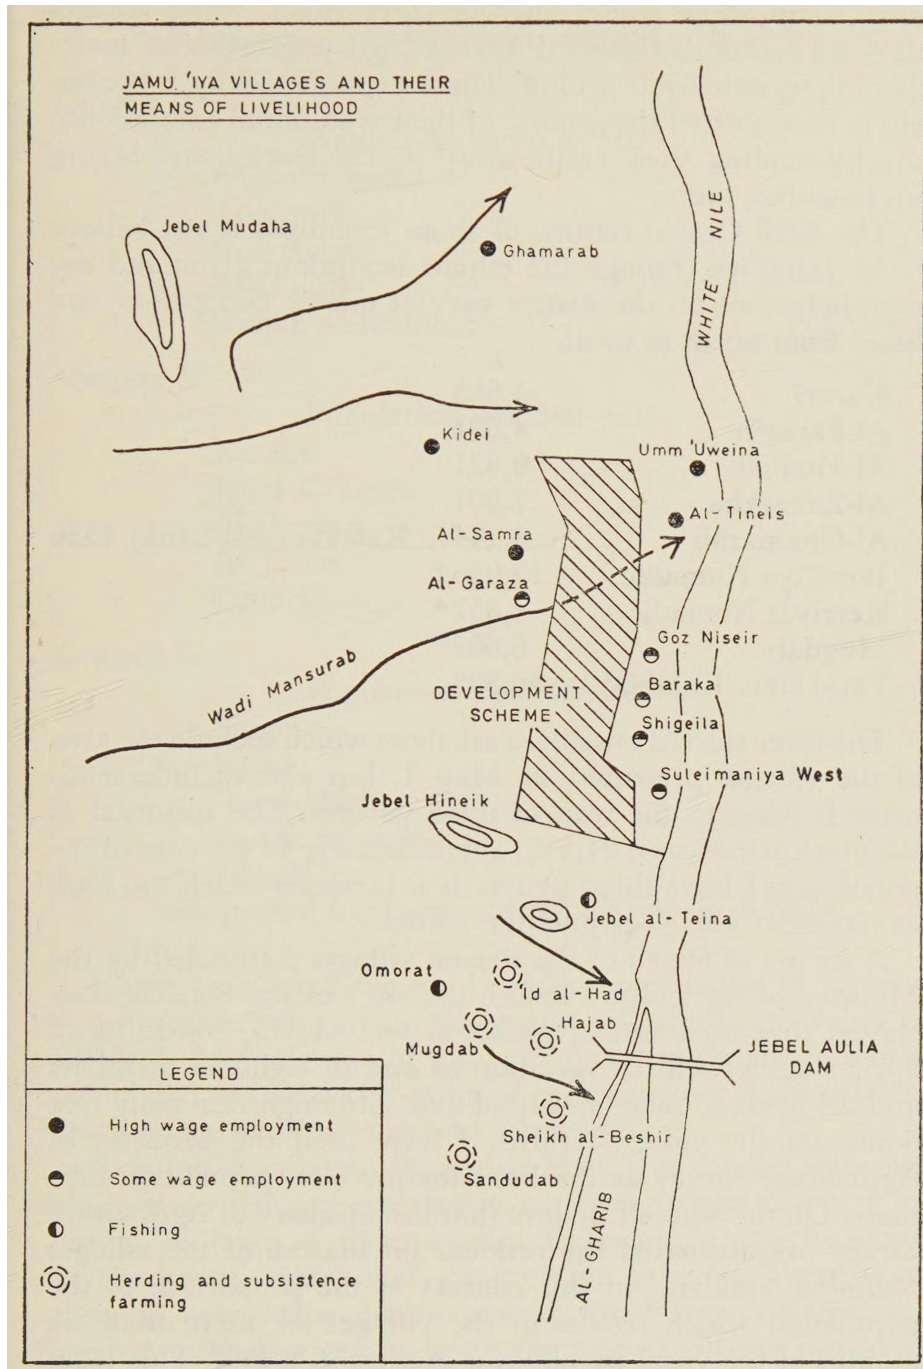 JAMU 'IYA VILLAGES AND THEIR
MEANS OF LIVELIHOOD
Jebel Mudaha
Ghamarab
WHITE NILE
Kidei
Umm 'Uweina
Al-Tineis
Al-Samra
Al-Garaza
Goz Niseir
Wadi Mansurab
Baraka
DEVELOPMENT
SCHEME
Shigeila
Suleimaniya West
Jebel Hineik
Jebel al-Teina
Omorat
'Id al-Had
Hajab
Mugdab
JEBEL AULIA
DAM
Sheikh al-Beshir
Sandudab
AL-GHARIB
LEGEND
High wage employment
Some wage employment
Fishing
Herding and subsistence
farming